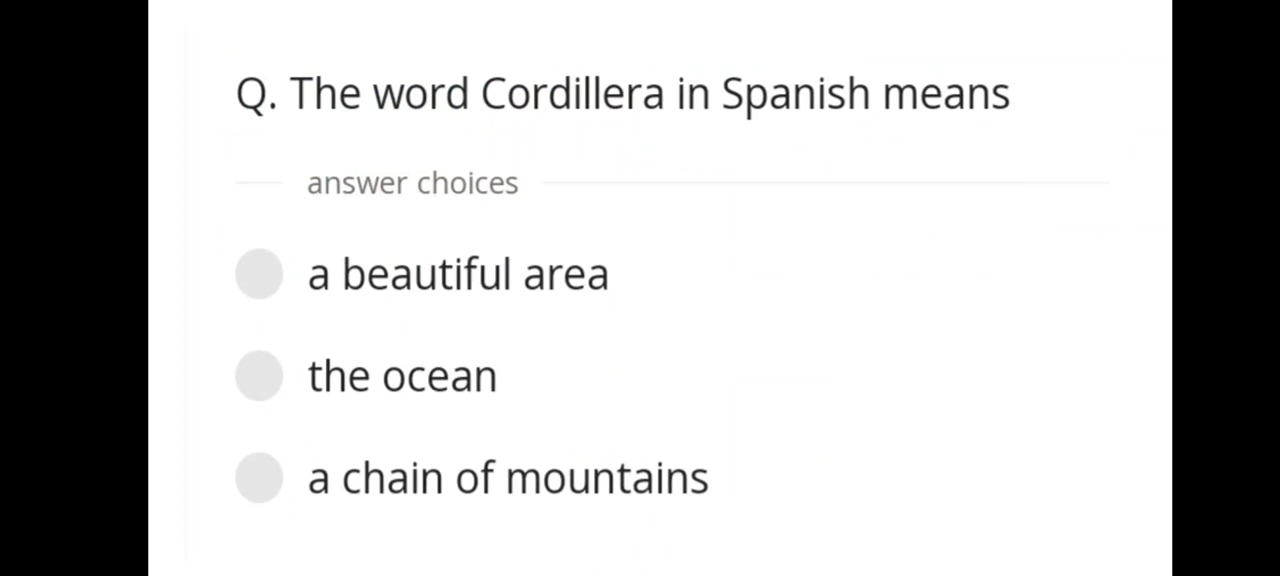 Q. The word Cordillera in Spanish means
answer choices
a beautiful area
the ocean
a chain of mountains